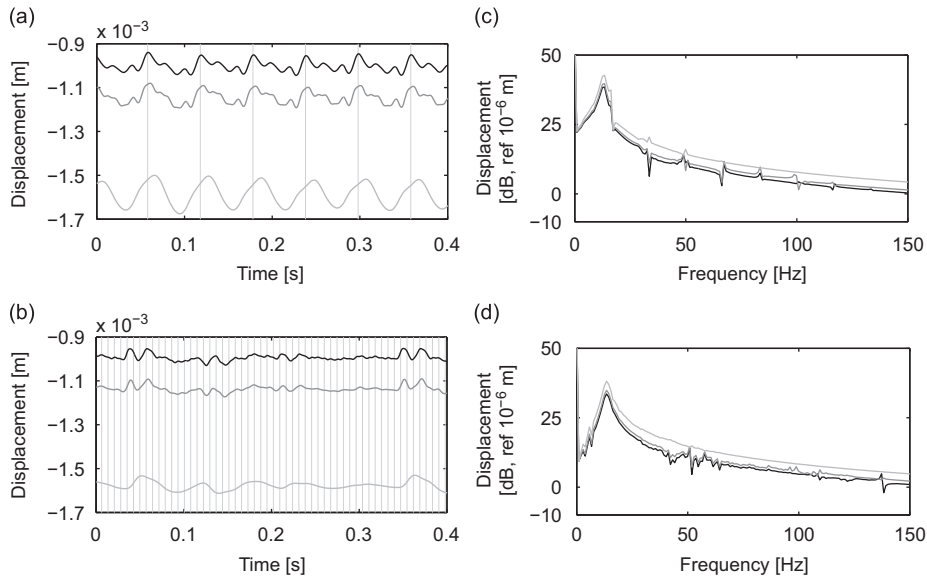 (a)
x 10−3
Displacement [m]
−0.9
−1.1
−1.3
−1.5
−1.7
0 0.1 0.2 0.3 0.4
Time [s]
(c)
Displacement
[dB, ref 10−6 m]
50
25
0
−10
0 50 100 150
Frequency [Hz]
(b)
x 10−3
Displacement [m]
−0.9
−1.1
−1.3
−1.5
−1.7
0 0.1 0.2 0.3 0.4
Time [s]
(d)
Displacement
[dB, ref 10−6 m]
50
25
0
−10
0 50 100 150
Frequency [Hz]